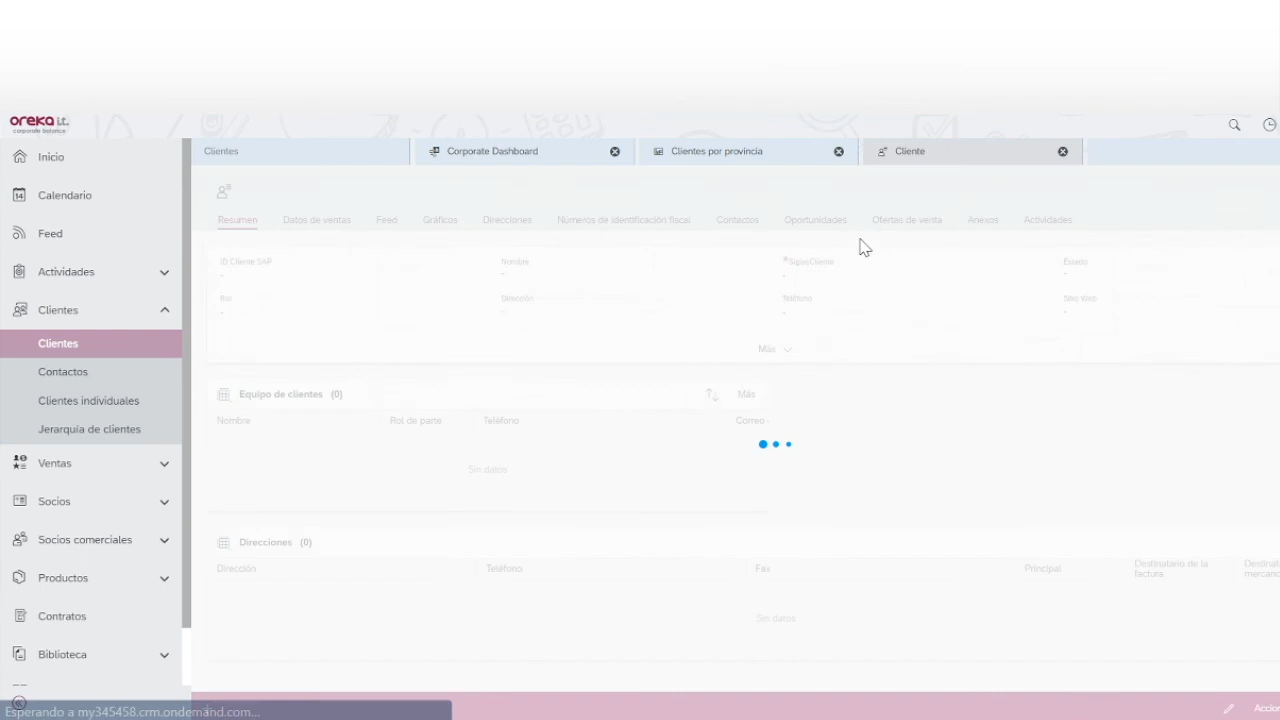 oreka i.t.
corporate balance
Inicio
Calendario
Feed
Actividades
Clientes
Clientes
Contactos
Clientes individuales
Jerarquía de clientes
Ventas
Socios
Socios comerciales
Productos
Contratos
Biblioteca
Esperando a my345458.crm.ondemand.com...
Clientes
Corporate Dashboard
Clientes por provincia
Cliente
Resumen Datos de ventas Feed Gráficos Direcciones Números de identificación fiscal Contactos Oportunidades Ofertas de venta Anexos Actividades
ID Cliente SAP Nombre *SiglasCliente Estado
- - - -
Rol Dirección Teléfono Sitio Web
- - - -
Más
Equipo de clientes (0) Más
Nombre Rol de parte Teléfono Correo
Sin datos
Direcciones (0)
Dirección Teléfono Fax Principal Destinatario de la factura
Sin datos